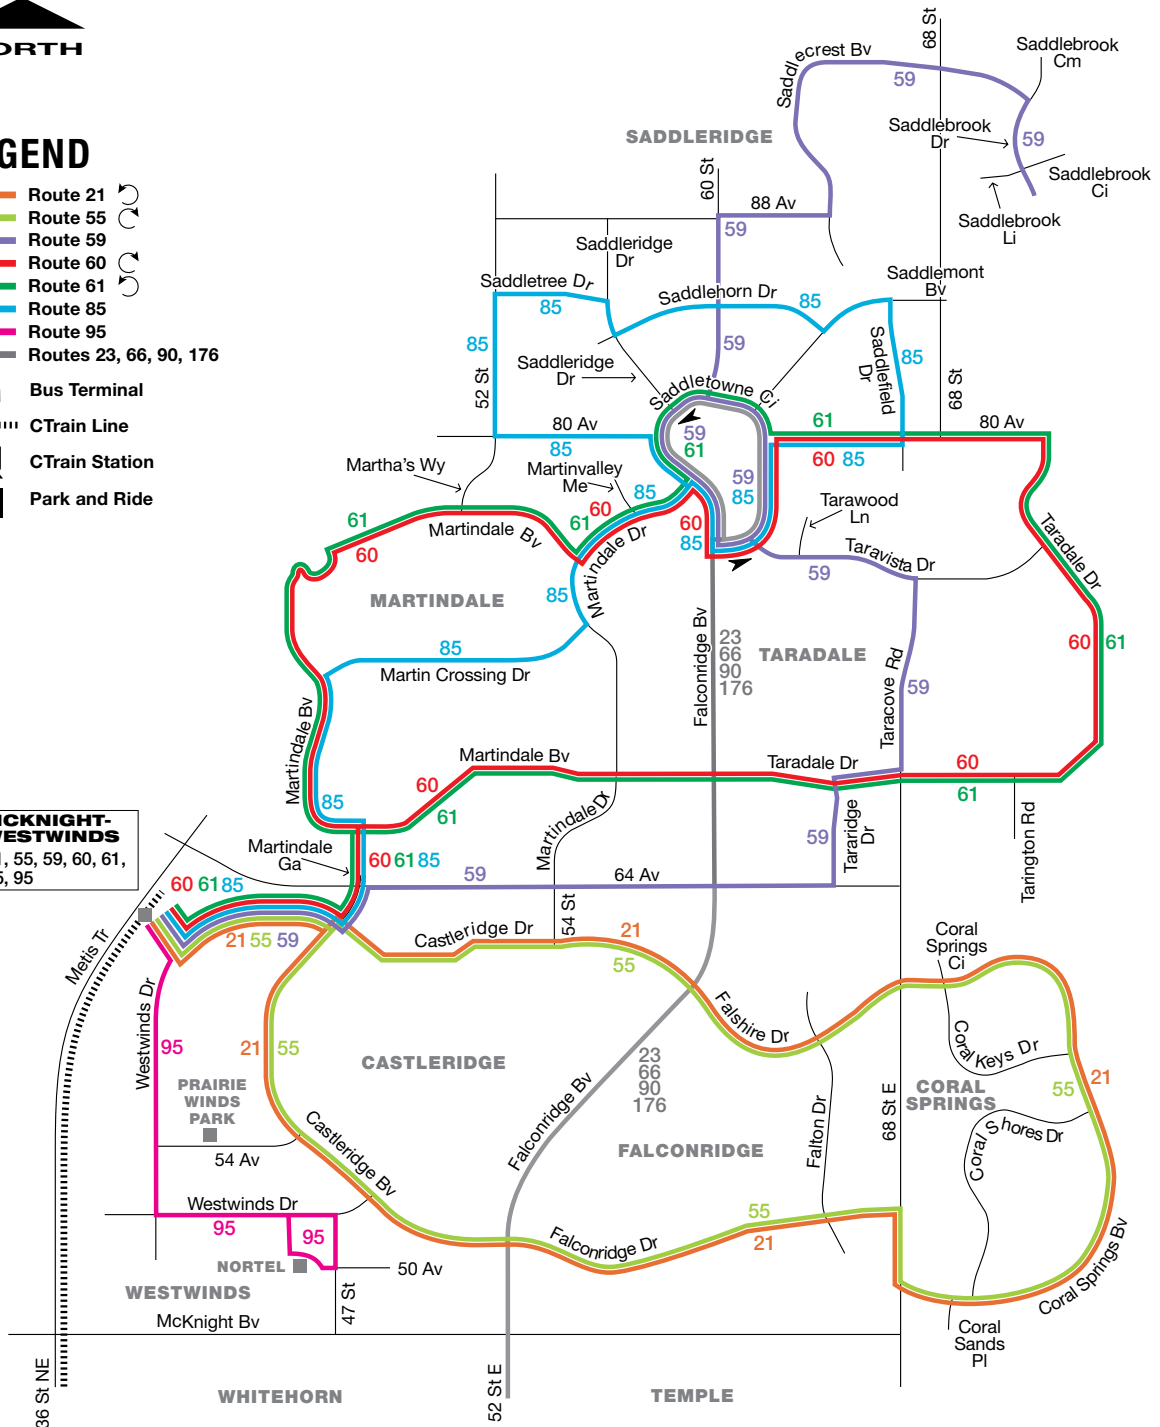 ORTH
GEND
Route 21
Route 55
Route 59
Route 60
Route 61
Route 85
Route 95
Routes 23, 66, 90, 176
Bus Terminal
CTrain Line
CTrain Station
Park and Ride
68 St
Saddlecrest Bv
59
Saddlebrook
Cm
Saddlebrook
Dr
59
Saddlebrook
Ci
Saddlebrook
Li
SADDLERIDGE
60 St
88 Av
59
Saddleridge
Dr
Saddlemont
Bv
Saddletree Dr
85
Saddlehorn Dr
85
85
52 St
Saddleridge
Dr
59
Saddlefield
Dr
85
68 St
Saddletowne Ci
80 Av
85
59
61
61
80 Av
60 85
59
85
Martha's Wy
Martinvalley
Me
85
60
61
60
85
Tarawood
Ln
61
60
Martindale Bv
Martindale Dr
Taravista Dr
59
Taradale Dr
MARTINDALE
85
85
Martin Crossing Dr
Falconridge Bv
23
66
90
176
TARADALE
Taracove Rd
59
60 61
Martindale Bv
Martindale Bv
Taradale Dr
60
61
60
61
85
Martindale Dr
59
Tararidge
Dr
Tarington Rd
MCKNIGHT-
WESTWINDS
, 55, 59, 60, 61,
, 95
Martindale
Ga
60 61 85
59
64 Av
60 61 85
54 St
21 55 59
Castleridge Dr
21
55
Metis Tr
Coral
Springs
Ci
Westwinds Dr
95
21 55
CASTLERIDGE
Falshire Dr
Coral Keys Dr
PRAIRIE
WINDS
PARK
23
66
90
176
Falconridge Bv
FALCONRIDGE
Falton Dr
68 St E
CORAL
SPRINGS
55 21
Coral Shores Dr
54 Av
Castleridge Bv
Westwinds Dr
95
95
NORTEL
50 Av
55
21
Falconridge Dr
Coral Springs Bv
WESTWINDS
47 St
McKnight Bv
Coral
Sands
Pl
36 St NE
WHITEHORN
52 St E
TEMPLE